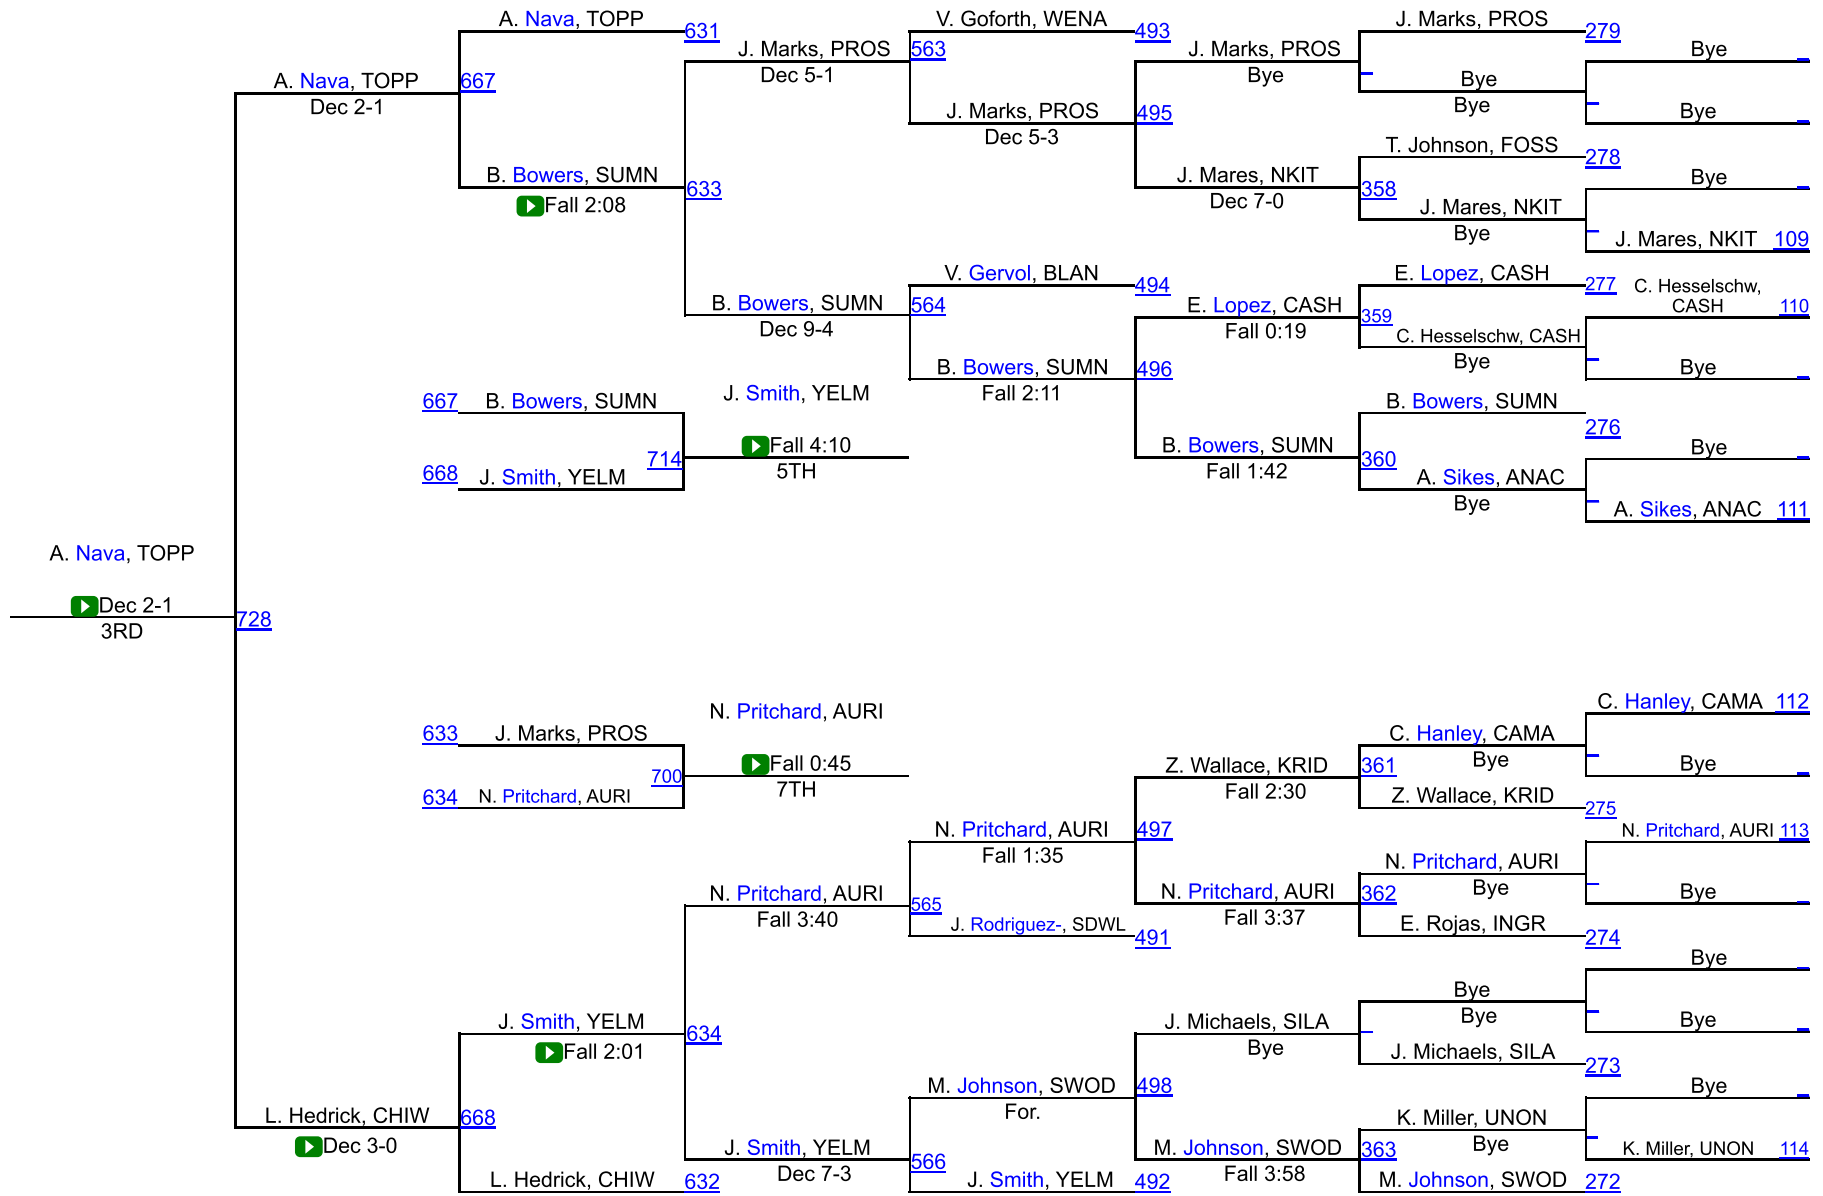 A. Nava, TOPP
631
V. Goforth, WENA
493
J. Marks, PROS
279
J. Marks, PROS
563
J. Marks, PROS
Bye
Dec 5-1
Bye
A. Nava, TOPP
667
Bye
Dec 2-1
Bye
J. Marks, PROS
495
Bye
Dec 5-3
T. Johnson, FOSS
278
B. Bowers, SUMN
633
J. Mares, NKIT
358
Bye
Fall 2:08
Dec 7-0
J. Mares, NKIT
Bye
J. Mares, NKIT
109
V. Gervol, BLAN
494
E. Lopez, CASH
277
C. Hesselschw,
CASH
110
B. Bowers, SUMN
564
E. Lopez, CASH
359
Dec 9-4
Fall 0:19
C. Hesselschw, CASH
Bye
B. Bowers, SUMN
496
Bye
Fall 2:11
J. Smith, YELM
667
B. Bowers, SUMN
B. Bowers, SUMN
276
Fall 4:10
714
5TH
B. Bowers, SUMN
360
Bye
Fall 1:42
668
J. Smith, YELM
A. Sikes, ANAC
Bye
A. Sikes, ANAC
111
A. Nava, TOPP
Dec 2-1
728
3RD
C. Hanley, CAMA
112
N. Pritchard, AURI
633
J. Marks, PROS
C. Hanley, CAMA
Bye
Fall 0:45
700
7TH
Z. Wallace, KRID
361
Bye
Fall 2:30
634
N. Pritchard, AURI
Z. Wallace, KRID
275
N. Pritchard, AURI
497
N. Pritchard, AURI
113
Fall 1:35
N. Pritchard, AURI
Bye
N. Pritchard, AURI
565
N. Pritchard, AURI
362
Bye
Fall 3:40
Fall 3:37
J. Rodriguez-, SDWL
491
E. Rojas, INGR
274
Bye
Bye
Bye
J. Smith, YELM
634
J. Michaels, SILA
Bye
Fall 2:01
Bye
J. Michaels, SILA
273
M. Johnson, SWOD
498
Bye
For.
L. Hedrick, CHIW
668
K. Miller, UNON
Bye
Dec 3-0
J. Smith, YELM
566
M. Johnson, SWOD
363
K. Miller, UNON
114
Dec 7-3
Fall 3:58
L. Hedrick, CHIW
632
J. Smith, YELM
492
M. Johnson, SWOD
272